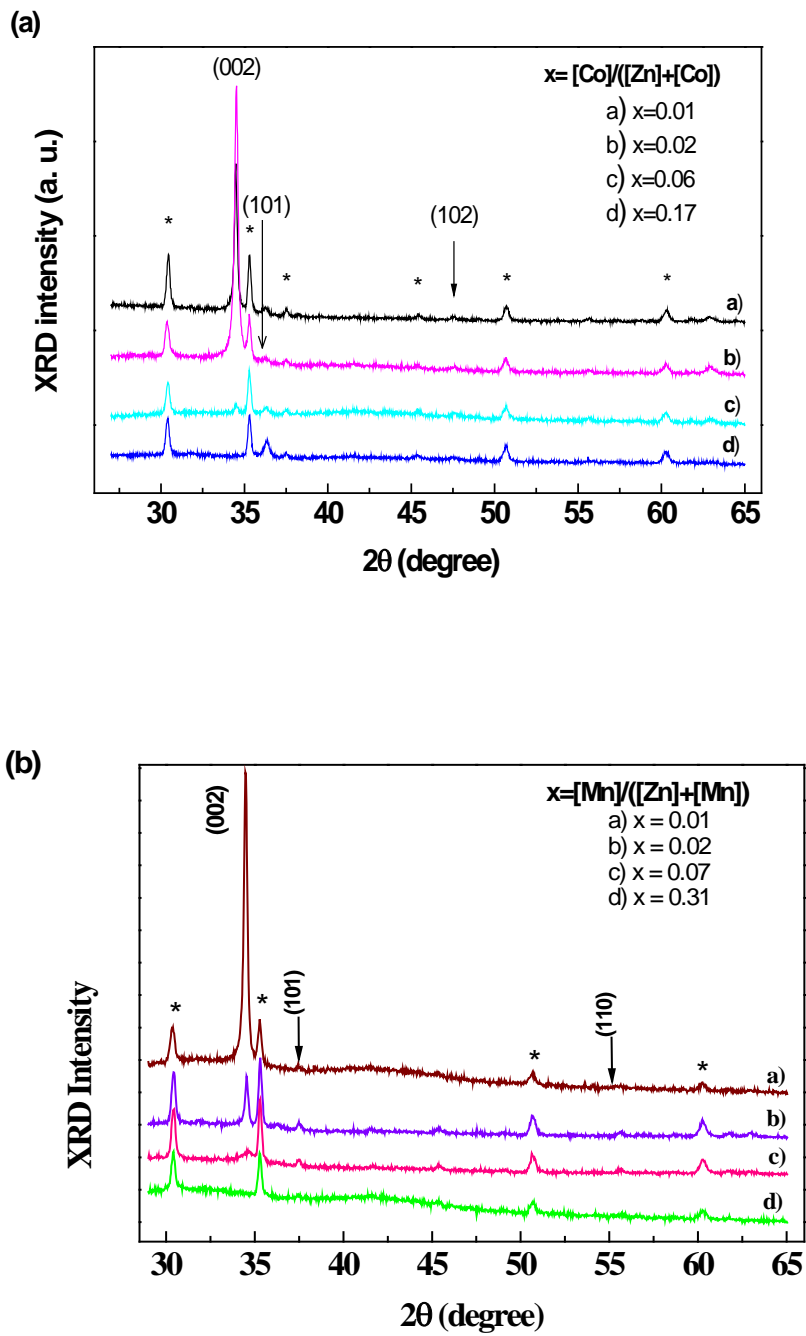 (a)
(002)
x= [Co]/([Zn]+[Co])
a) x=0.01
b) x=0.02
c) x=0.06
d) x=0.17
(101)
(102)
* * * * * *
a)
b)
c)
d)
XRD intensity (a. u.)
30 35 40 45 50 55 60 65
2θ (degree)
(b)
(002)
x=[Mn]/([Zn]+[Mn])
a) x = 0.01
b) x = 0.02
c) x = 0.07
d) x = 0.31
(101)
(110)
* * * *
a)
b)
c)
d)
XRD Intensity
30 35 40 45 50 55 60 65
2θ (degree)